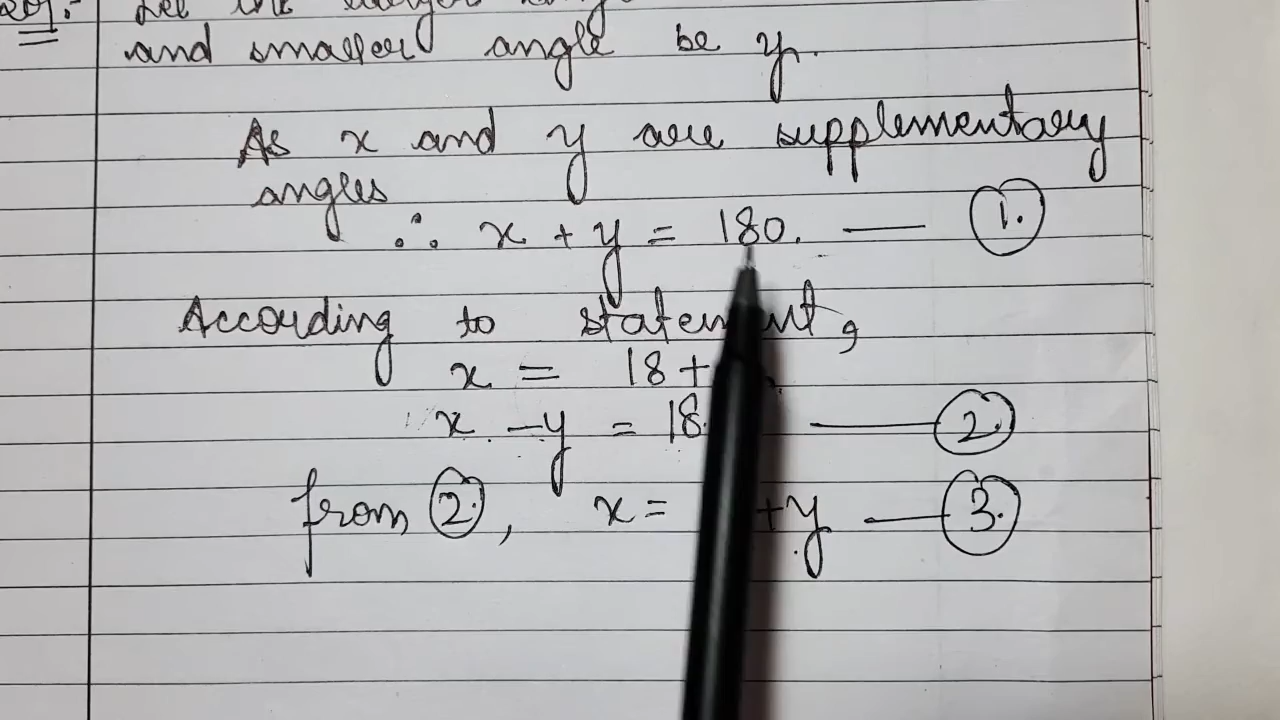 and smaller angle be y.
As x and y are supplementary
angles
∴ x + y = 180. — 1.
According to statement,
x = 18+
x - y = 18. — 2.
from 2., x = +y — 3.